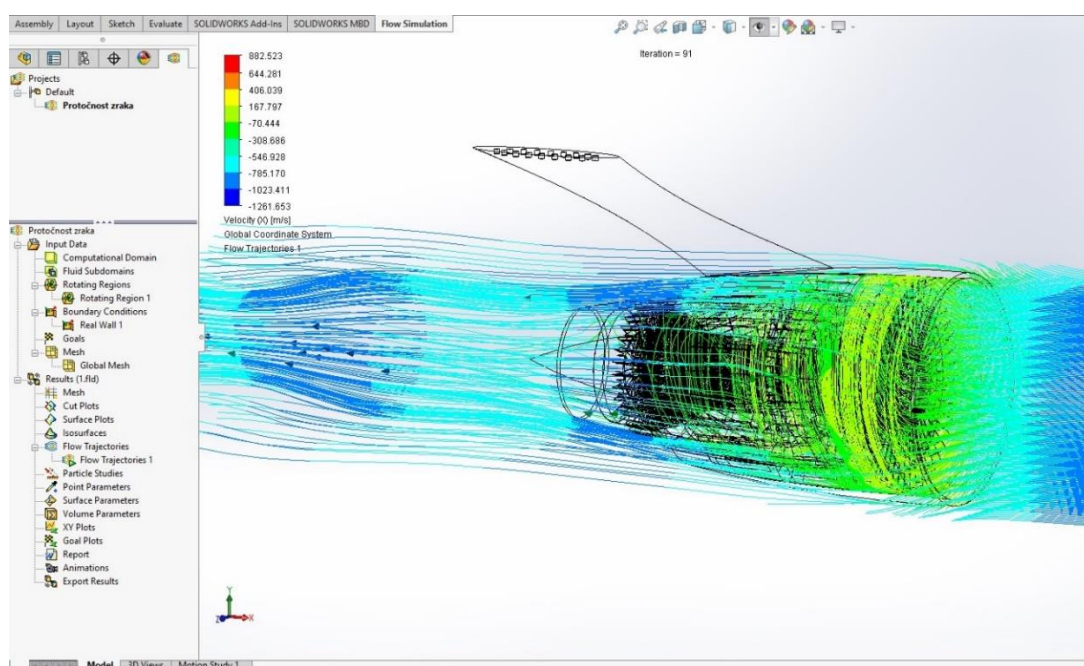 Assembly Layout Sketch Evaluate SOLIDWORKS Add-Ins SOLIDWORKS MBD Flow Simulation
Iteration = 91
Projects
Default
Protočnost zraka
882.523
644.281
406.039
167.797
-70.444
-308.686
-546.928
-785.170
-1023.411
-1261.653
Velocity (X) [m/s]
Global Coordinate System
Flow Trajectories 1
Protočnost zraka
Input Data
Computational Domain
Fluid Subdomains
Rotating Regions
Rotating Region 1
Boundary Conditions
Real Wall 1
Goals
Mesh
Global Mesh
Results (1.fld)
Mesh
Cut Plots
Surface Plots
Isosurfaces
Flow Trajectories
Flow Trajectories 1
Particle Studies
Point Parameters
Surface Parameters
Volume Parameters
XY Plots
Goal Plots
Report
Animations
Export Results
Y
Z X
Model 3D Views Motion Study 1